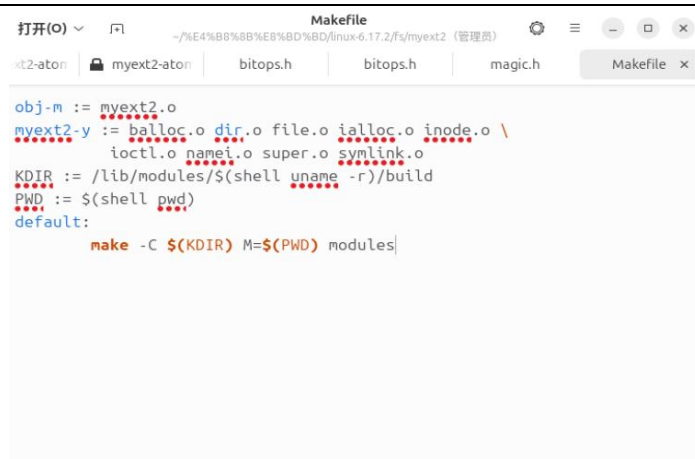 打开(O)
Makefile
~/%E4%B8%8B%E8%BD%BD/linux-6.17.2/fs/myext2（管理员）
xt2-aton
myext2-aton
bitops.h
bitops.h
magic.h
Makefile ×
obj-m := myext2.o
myext2-y := balloc.o dir.o file.o ialloc.o inode.o \
ioctl.o namei.o super.o symlink.o
KDIR := /lib/modules/$(shell uname -r)/build
PWD := $(shell pwd)
default:
make -C $(KDIR) M=$(PWD) modules